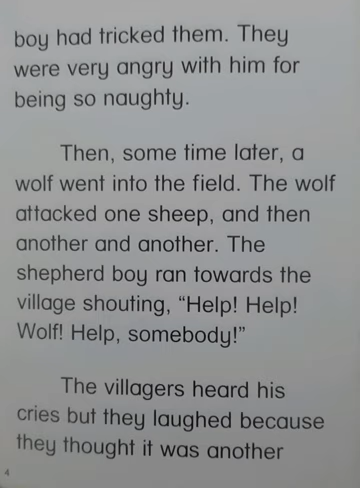 boy had tricked them. They
were very angry with him for
being so naughty.
Then, some time later, a
wolf went into the field. The wolf
attacked one sheep, and then
another and another. The
shepherd boy ran towards the
village shouting, “Help! Help!
Wolf! Help, somebody!”
The villagers heard his
cries but they laughed because
they thought it was another
4